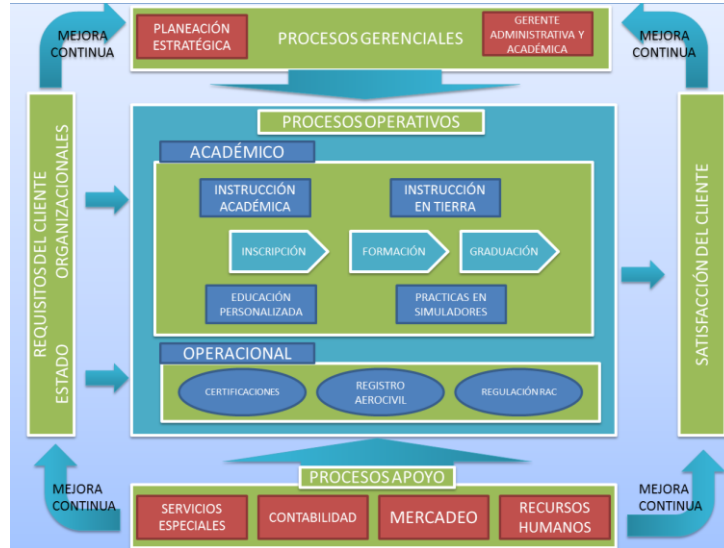 MEJORA
CONTINUA
PLANEACIÓN
ESTRATÉGICA
PROCESOS GERENCIALES
GERENTE
ADMINISTRATIVA Y
ACADÉMICA
MEJORA
CONTINUA
REQUISITOS DEL CLIENTE
ESTADO ORGANIZACIONALES
PROCESOS OPERATIVOS
ACADÉMICO
INSTRUCCIÓN
ACADÉMICA
INSTRUCCIÓN
EN TIERRA
INSCRIPCIÓN
FORMACIÓN
GRADUACIÓN
EDUCACIÓN
PERSONALIZADA
PRACTICAS EN
SIMULADORES
OPERACIONAL
CERTIFICACIONES
REGISTRO
AEROCIVIL
REGULACIÓN RAC
SATISFACCIÓN DEL CLIENTE
MEJORA
CONTINUA
PROCESOS APOYO
SERVICIOS
ESPECIALES
CONTABILIDAD
MERCADEO
RECURSOS
HUMANOS
MEJORA
CONTINUA